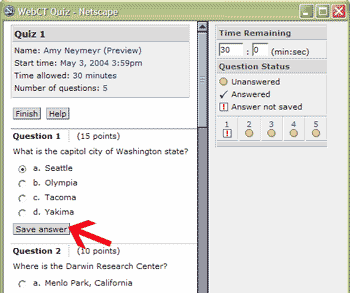 WebCT Quiz - Netscape
Quiz 1
Name: Amy Neymeyr (Preview)
Start time: May 3, 2004 3:59pm
Time allowed: 30 minutes
Number of questions: 5
Finish Help
Question 1 (15 points)
What is the capitol city of Washington state?
a. Seattle
b. Olympia
c. Tacoma
d. Yakima
Save answer
Question 2 (10 points)
Where is the Darwin Research Center?
a. Menlo Park, California
Time Remaining
30 : 0 (min:sec)
Question Status
Unanswered
Answered
! Answer not saved
1 2 3 4 5
!